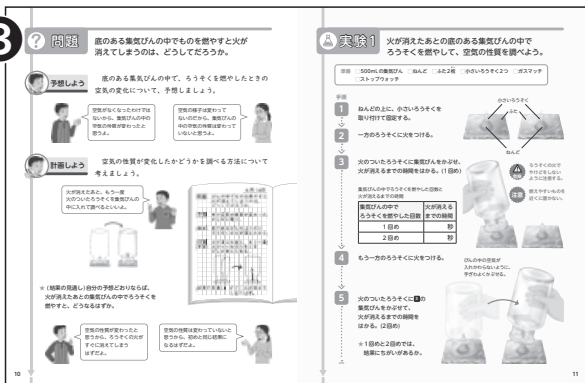 3
問題
底のある集気びんの中でものを燃やすと火が
消えてしまうのは、どうしてだろうか。
予想しよう
底のある集気びんの中で、ろうそくを燃やしたときの
空気の変化について、予想しましょう。
空気がなくなったわけでは
ないから、集気びんの中の
空気の性質が変わったと
思うよ。
空気の様子は変わって
ないのだから、集気びんの
中の空気の性質は変わって
いないと思うよ。
計画しよう
空気の性質が変化したかどうかを調べる方法について
考えましょう。
火が消えたあと、もう一度
火のついたろうそくを集気びんの
中に入れて調べるといいよ。
★(結果の見通し)自分の予想どおりならば、
火が消えたあとの集気びんの中でろうそくを
燃やすと、どうなるはずか。
空気の性質が変わったと
思うから、ろうそくの火が
すぐに消えてしまう
はずだよ。
空気の性質は変わっていないと
思うから、初めと同じ結果に
なるはずだよ。
10
実験1
火が消えたあとの底のある集気びんの中で
ろうそくを燃やして、空気の性質を調べよう。
準備 □500mLの集気びん □ねんど □ふた2枚 □小さいろうそく2つ □ガスマッチ
□ストップウォッチ
手順
1
ねんどの上に、小さいろうそくを
取り付けて固定する。
小さいろうそく
ふた
ねんど
2
一方のろうそくに火をつける。
3
火のついたろうそくに集気びんをかぶせ、
火が消えるまでの時間をはかる。(1回め)
ろうそくの火で
やけどをしない
ように注意する。
注意
燃えやすいものを
近くに置かない。
集気びんの中でろうそくを燃やした回数と
火が消えるまでの時間
集気びんの中で
ろうそくを燃やした回数
火が消える
までの時間
1回め 秒
2回め 秒
4
もう一方のろうそくに火をつける。
びんの中の空気が
入れかわらないように、
手ぎわよくかぶせる。
5
火のついたろうそくに3の
集気びんをかぶせて、
火が消えるまでの時間を
はかる。(2回め)
★1回めと2回めでは、
結果にちがいがあるか。
11